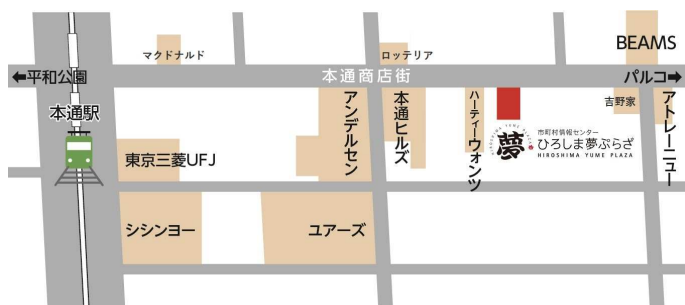 BEAMS
マクドナルド
ロッテリア
←平和公園
本通商店街
パルコ→
本通駅
アンデルセン
本通ヒルズ
ハーティーウォンツ
吉野家
アトレーニュー
市町村情報センター
夢
ひろしま夢ぷらざ
HIROSHIMA YUME PLAZA
東京三菱UFJ
シシンヨー
ユアーズ